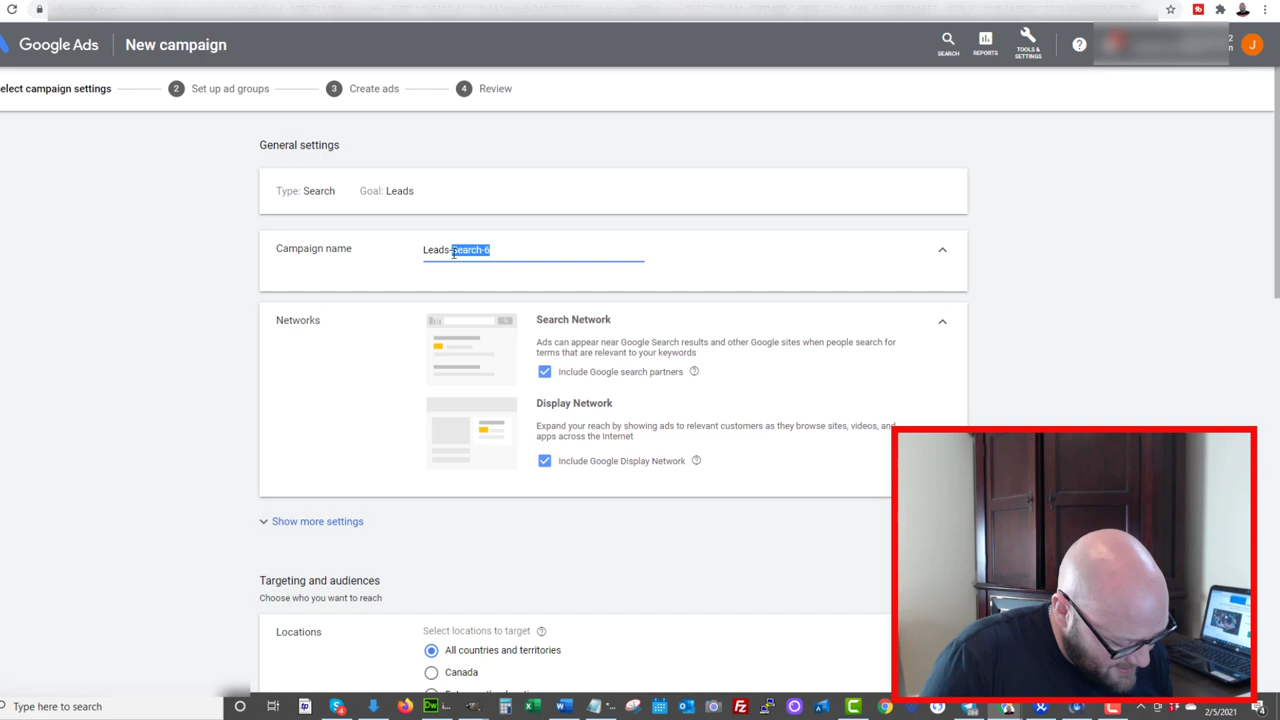 Google Ads
New campaign
SEARCH
REPORTS
TOOLS &
SETTINGS
?
2
n
J
elect campaign settings
2 Set up ad groups
3 Create ads
4 Review
General settings
Type: Search Goal: Leads
Campaign name
Leads-Search-6
Networks
Search Network
Ads can appear near Google Search results and other Google sites when people search for
terms that are relevant to your keywords
Include Google search partners
Display Network
Expand your reach by showing ads to relevant customers as they browse sites, videos, and
apps across the Internet
Include Google Display Network
Show more settings
Targeting and audiences
Choose who you want to reach
Locations
Select locations to target
All countries and territories
Canada
Type here to search
2/5/2021